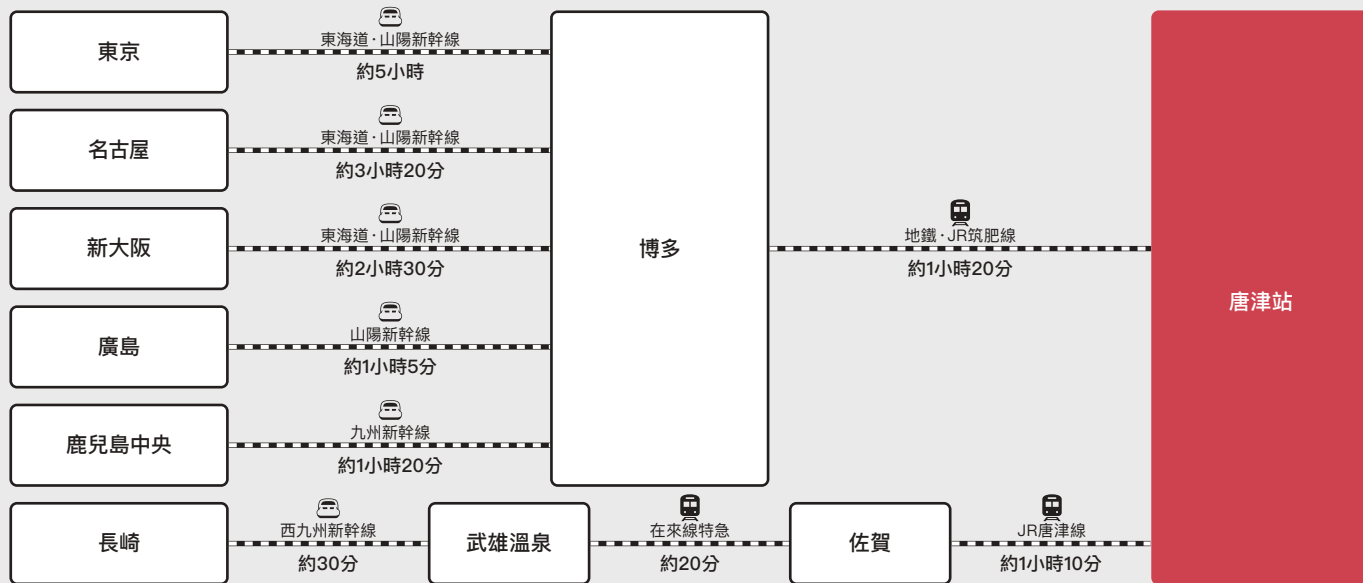 東京
東海道·山陽新幹線
約5小時
名古屋
東海道·山陽新幹線
約3小時20分
新大阪
東海道·山陽新幹線
約2小時30分
廣島
山陽新幹線
約1小時5分
鹿兒島中央
九州新幹線
約1小時20分
博多
地鐵·JR筑肥線
約1小時20分
長崎
西九州新幹線
約30分
武雄溫泉
在來線特急
約20分
佐賀
JR唐津線
約1小時10分
唐津站